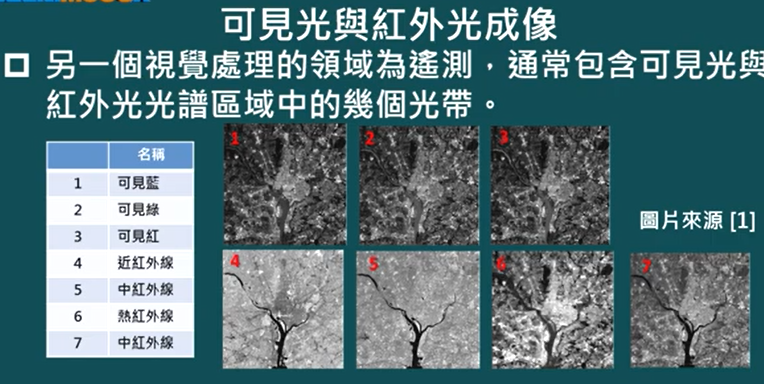 可見光與紅外光成像
另一個視覺處理的領域為遙測，通常包含可見光與
紅外光光譜區域中的幾個光帶。
名稱
1 可見藍
2 可見綠
3 可見紅
4 近紅外線
5 中紅外線
6 熱紅外線
7 中紅外線
1 2 3
圖片來源 [1]
4 5 6 7